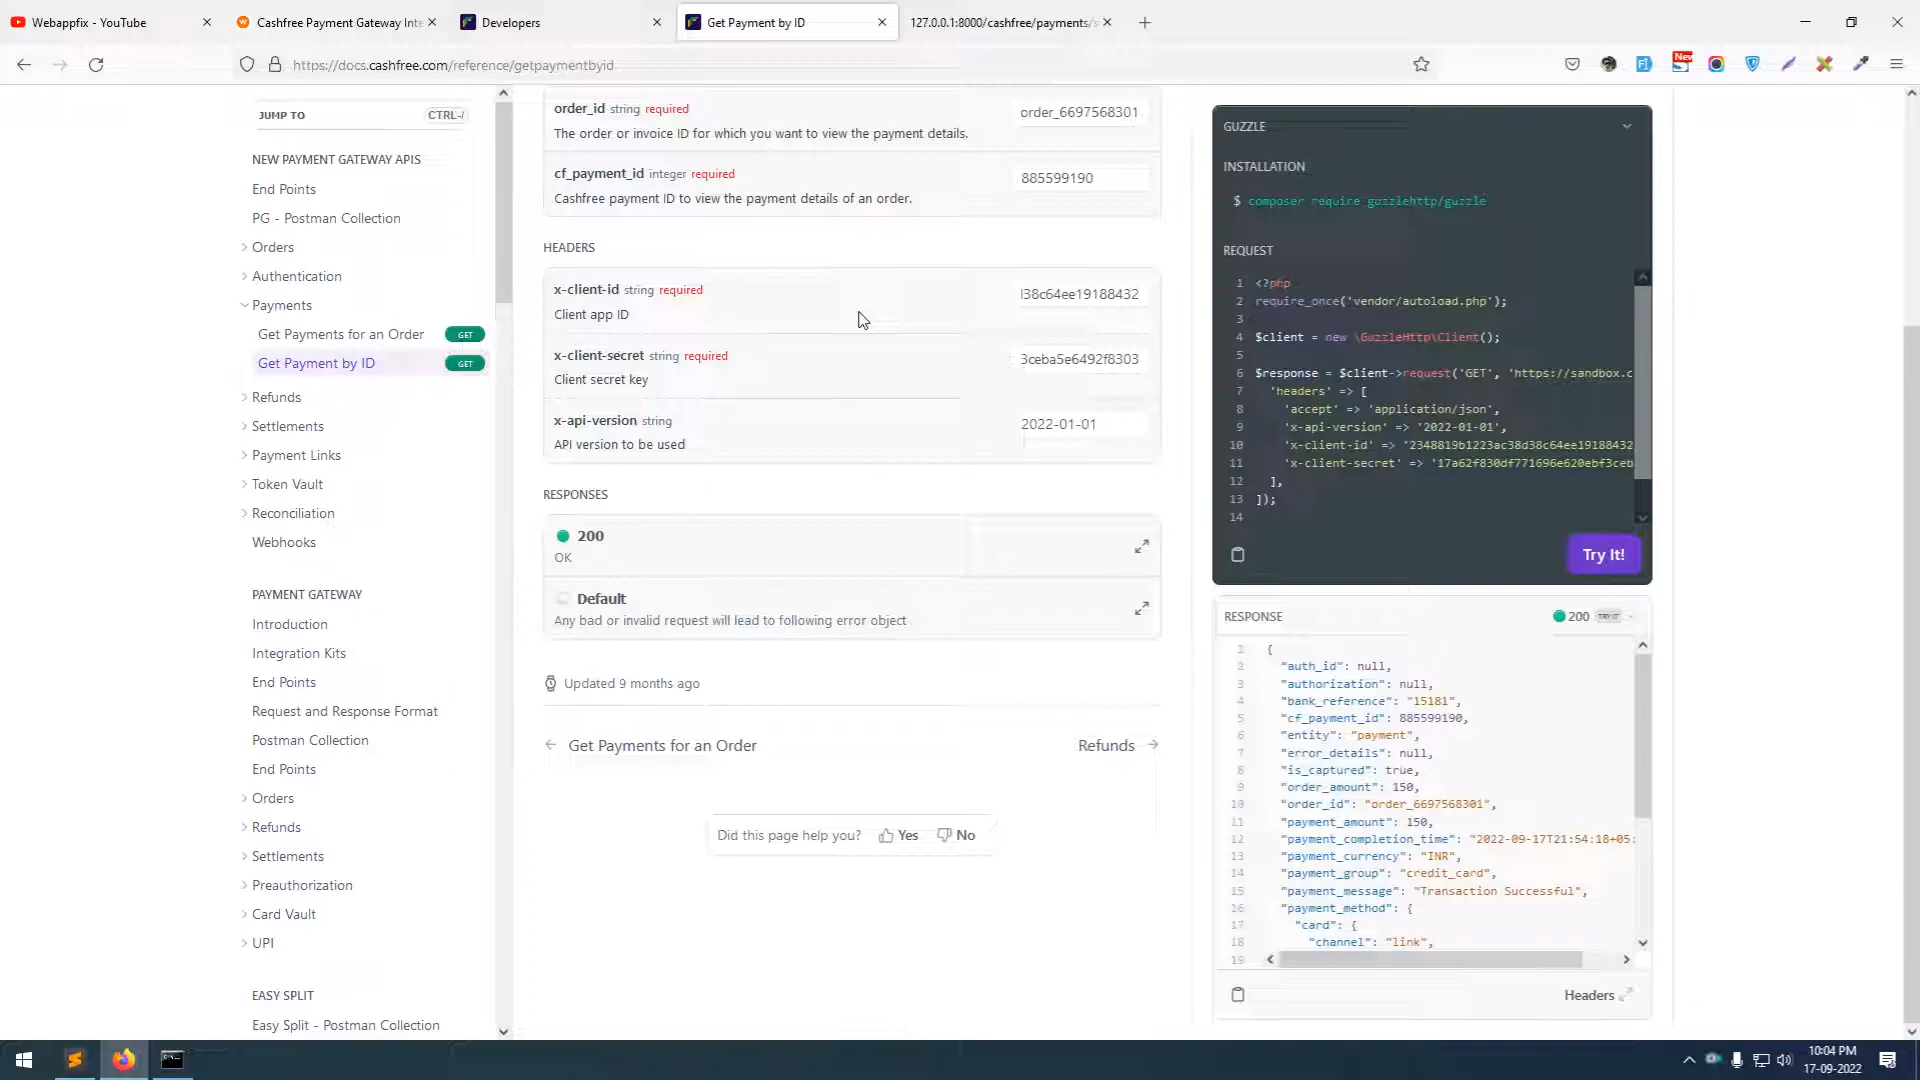 Webappfix - YouTube
Cashfree Payment Gateway Inte
Developers
Get Payment by ID
127.0.0.1:8000/cashfree/payments/s
https://docs.cashfree.com/reference/getpaymentbyid
New
JUMP TO CTRL-/
NEW PAYMENT GATEWAY APIS
End Points
PG - Postman Collection
Orders
Authentication
Payments
Get Payments for an Order GET
Get Payment by ID GET
Refunds
Settlements
Payment Links
Token Vault
Reconciliation
Webhooks
PAYMENT GATEWAY
Introduction
Integration Kits
End Points
Request and Response Format
Postman Collection
End Points
Orders
Refunds
Settlements
Preauthorization
Card Vault
UPI
EASY SPLIT
Easy Split - Postman Collection
order_id string required
order_6697568301
The order or invoice ID for which you want to view the payment details.
cf_payment_id integer required
885599190
Cashfree payment ID to view the payment details of an order.
HEADERS
x-client-id string required
38c64ee19188432
Client app ID
x-client-secret string required
3ceba5e6492f8303
Client secret key
x-api-version string
2022-01-01
API version to be used
RESPONSES
200
OK
Default
Any bad or invalid request will lead to following error object
Updated 9 months ago
← Get Payments for an Order
Refunds →
Did this page help you? Yes No
GUZZLE
INSTALLATION
$ composer require guzzlehttp/guzzle
REQUEST
1 <?php
2 require_once('vendor/autoload.php');
3
4 $client = new \GuzzleHttp\Client();
5
6 $response = $client->request('GET', 'https://sandbox.c
7 'headers' => [
8 'accept' => 'application/json',
9 'x-api-version' => '2022-01-01',
10 'x-client-id' => '2348819b1223ac38d38c64ee19188432
11 'x-client-secret' => '17a62f830df771696e620ebf3ceb
12 ],
13 ]);
14
Try It!
RESPONSE 200 TRY IT
1 {
2 "auth_id": null,
3 "authorization": null,
4 "bank_reference": "15181",
5 "cf_payment_id": 885599190,
6 "entity": "payment",
7 "error_details": null,
8 "is_captured": true,
9 "order_amount": 150,
10 "order_id": "order_6697568301",
11 "payment_amount": 150,
12 "payment_completion_time": "2022-09-17T21:54:18+05:
13 "payment_currency": "INR",
14 "payment_group": "credit_card",
15 "payment_message": "Transaction Successful",
16 "payment_method": {
17 "card": {
18 "channel": "link",
19
Headers
10:04 PM
17-09-2022